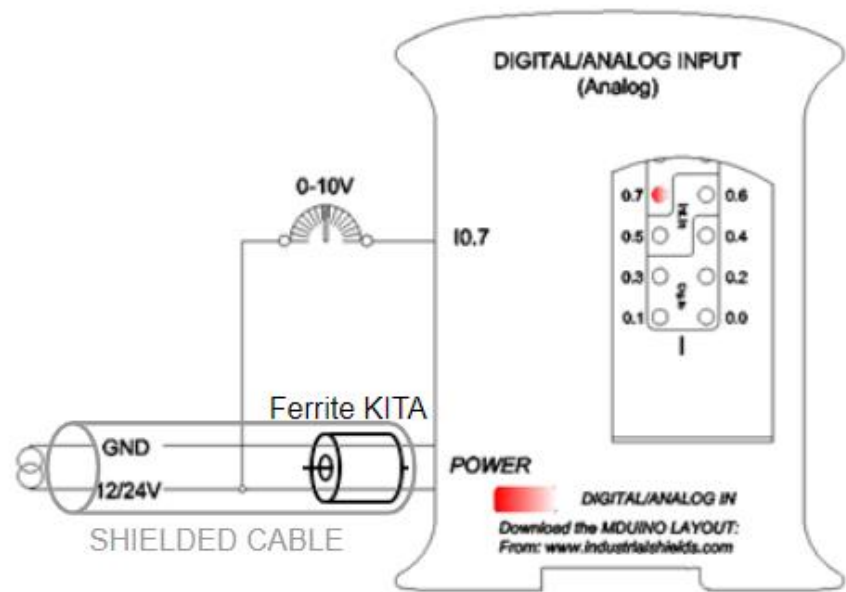 DIGITAL/ANALOG INPUT
(Analog)
0-10V
I0.7
0.7
0.6
0.5
0.4
0.3
0.2
0.1
0.0
I
Ferrite KITA
GND
12/24V
SHIELDED CABLE
POWER
DIGITAL/ANALOG IN
Download the MDUINO LAYOUT:
From: www.industrialshields.com